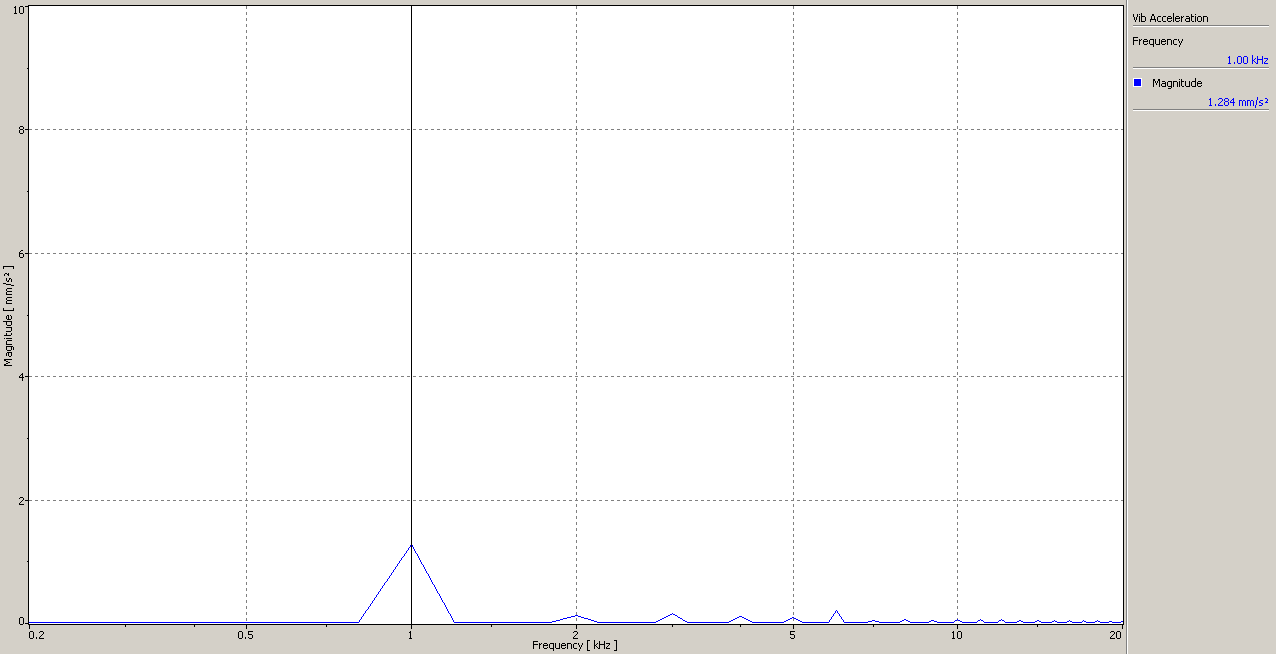 10
8
6
4
2
0
Magnitude [ mm/s² ]
0.2 0.5 1 2 5 10 20
Frequency [ kHz ]
Vib Acceleration
Frequency
1.00 kHz
Magnitude
1.284 mm/s²